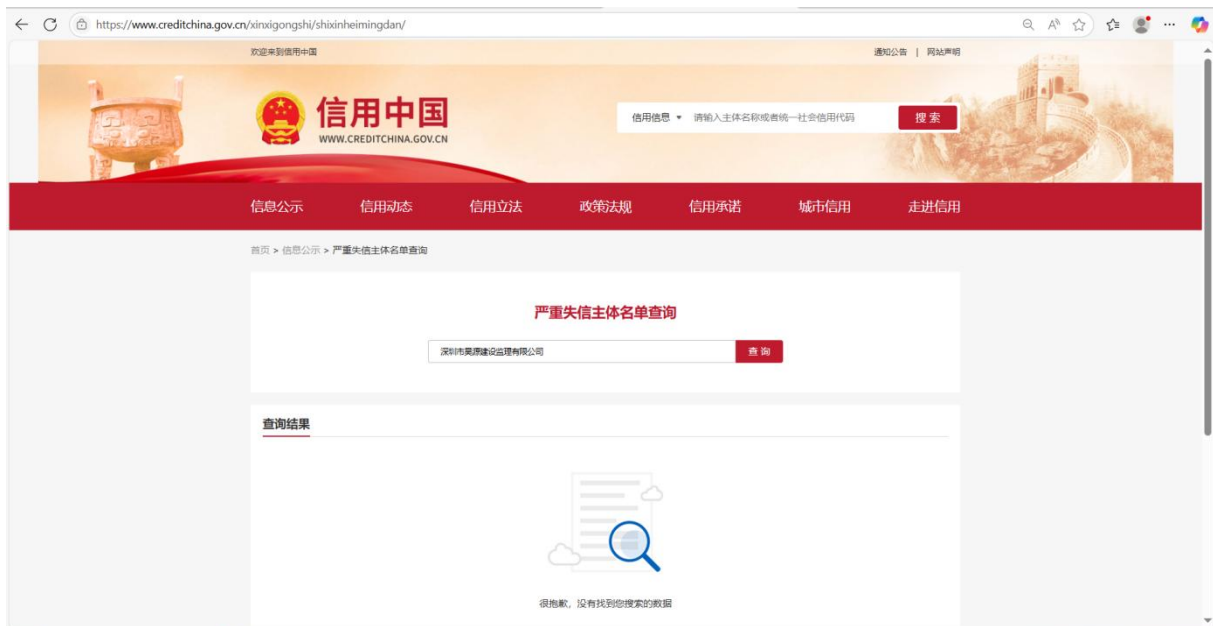 https://www.creditchina.gov.cn/xinxigongshi/shixinheimingdan/
欢迎来到信用中国
通知公告 | 网站声明
信用中国
WWW.CREDITCHINA.GOV.CN
信用信息 请输入主体名称或者统一社会信用代码 搜索
信息公示 信用动态 信用立法 政策法规 信用承诺 城市信用 走进信用
首页 > 信息公示 > 严重失信主体名单查询
严重失信主体名单查询
深圳市昊源建设监理有限公司 查询
查询结果
很抱歉，没有找到您搜索的数据